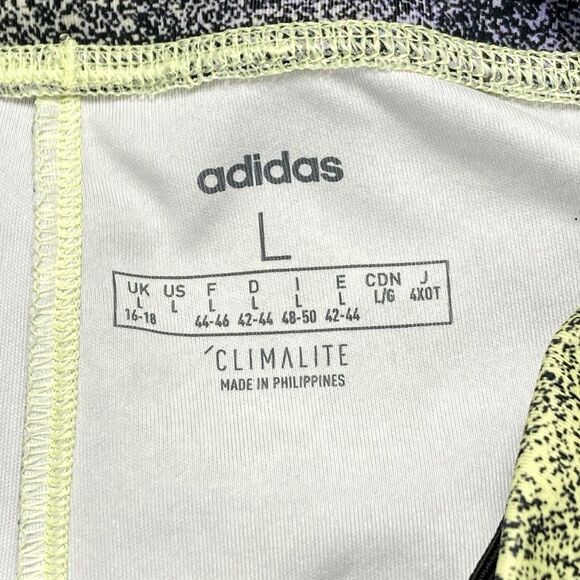 adidas
L
UK US F D I E CDN J
L L L L L L L/G 4XOT
16-18 44-46 42-44 48-50 42-44
´CLIMALITE
MADE IN PHILIPPINES